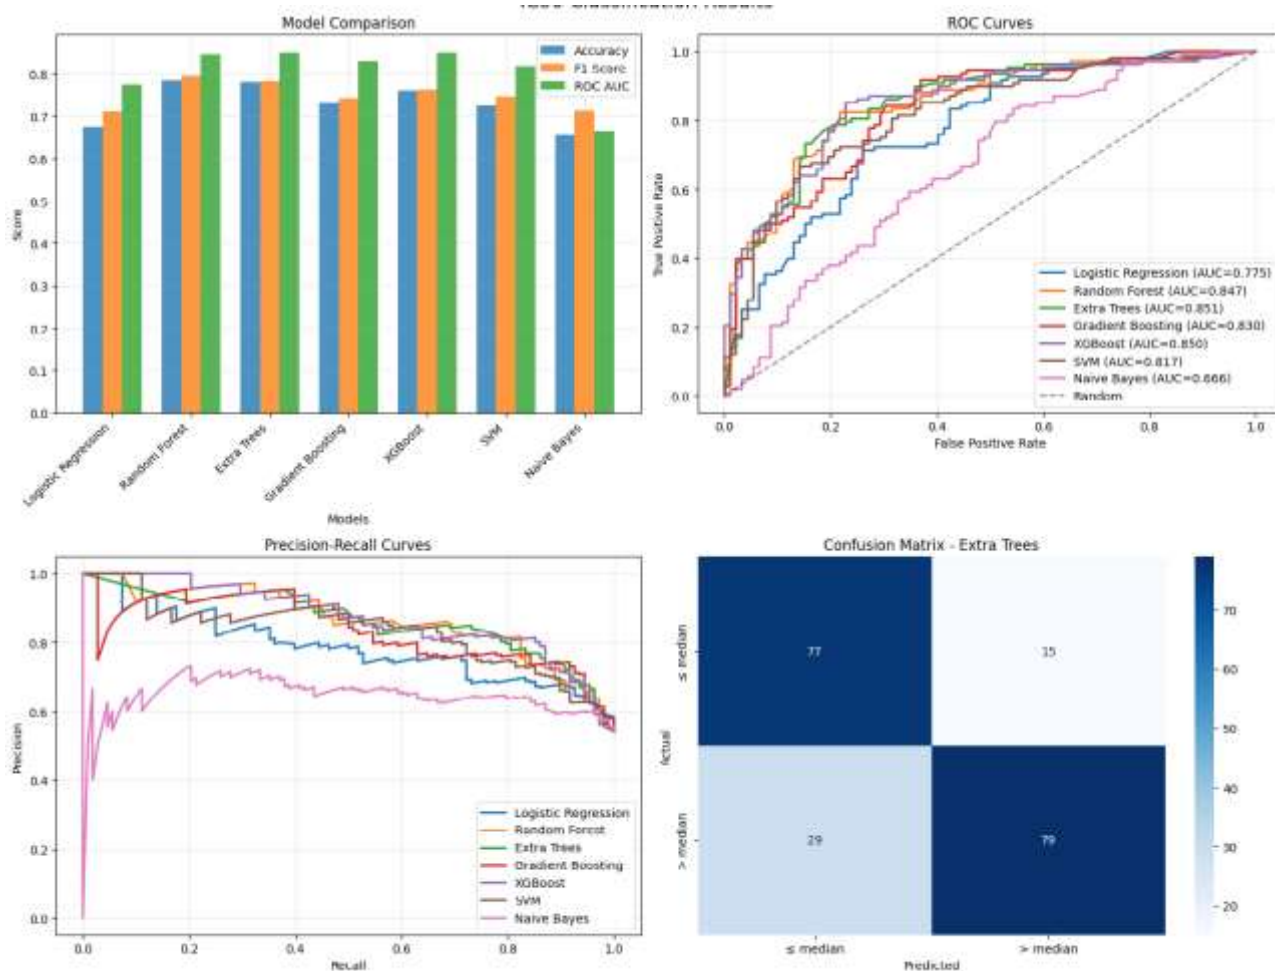 Classification Results
Model Comparison
Accuracy
F1 Score
ROC AUC
0.8
0.7
0.6
0.5
0.4
0.3
0.2
0.1
0.0
Score
Logistic Regression
Random Forest
Extra Trees
Gradient Boosting
XGBoost
SVM
Naive Bayes
Models
ROC Curves
1.0
0.8
0.6
0.4
0.2
0.0
True Positive Rate
Logistic Regression (AUC=0.775)
Random Forest (AUC=0.847)
Extra Trees (AUC=0.851)
Gradient Boosting (AUC=0.830)
XGBoost (AUC=0.850)
SVM (AUC=0.817)
Naive Bayes (AUC=0.666)
Random
0.0 0.2 0.4 0.6 0.8 1.0
False Positive Rate
Precision-Recall Curves
1.0
0.8
0.6
0.4
0.2
0.0
Precision
Logistic Regression
Random Forest
Extra Trees
Gradient Boosting
XGBoost
SVM
Naive Bayes
0.0 0.2 0.4 0.6 0.8 1.0
Recall
Confusion Matrix - Extra Trees
≤ median
77 15
Actual
> median
29 79
≤ median > median
Predicted
70
60
50
40
30
20